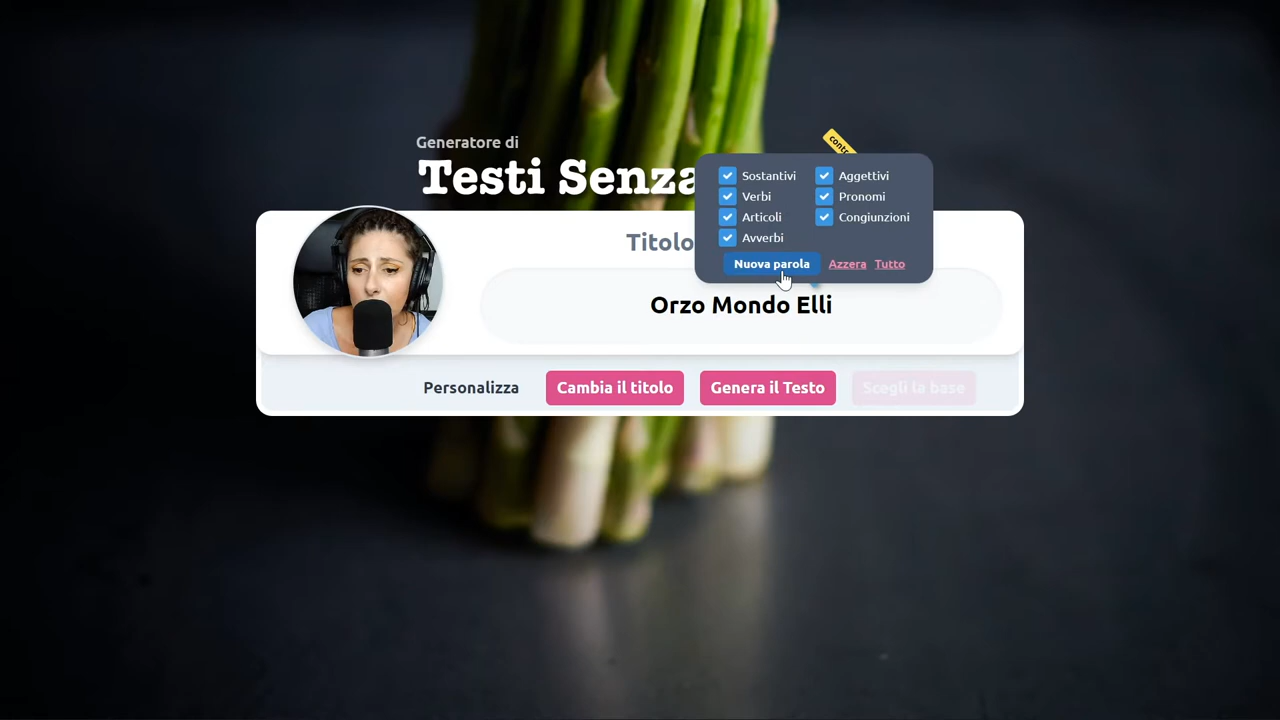 Generatore di
Testi Senza
Sostantivi Aggettivi
Verbi Pronomi
Articoli Congiunzioni
Avverbi
Nuova parola Azzera Tutto
Titolo
Orzo Mondo Elli
Personalizza Cambia il titolo Genera il Testo Scegli la base